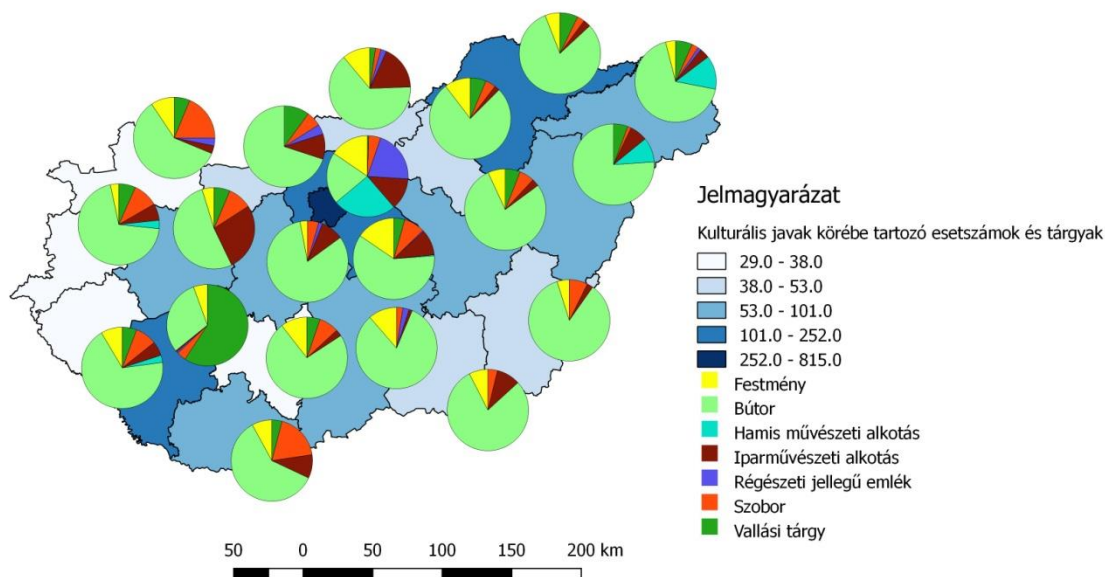 Jelmagyarázat
Kulturális javak körébe tartozó esetszámok és tárgyak
29.0 - 38.0
38.0 - 53.0
53.0 - 101.0
101.0 - 252.0
252.0 - 815.0
Festmény
Bútor
Hamis művészeti alkotás
Iparművészeti alkotás
Régészeti jellegű emlék
Szobor
Vallási tárgy
50 0 50 100 150 200 km